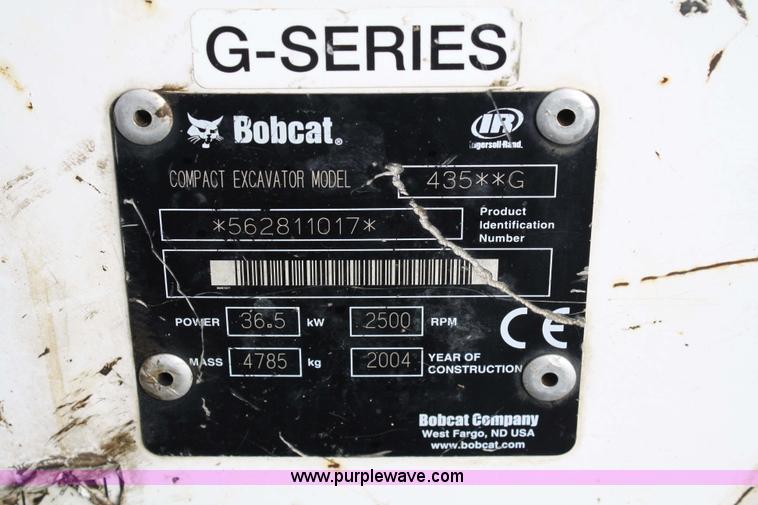 G-SERIES
Bobcat®
IR
Ingersoll-Rand
COMPACT EXCAVATOR MODEL 435**G
*562811017* Product Identification Number
POWER 36.5 kW 2500 RPM
MASS 4785 kg 2004 YEAR OF CONSTRUCTION
CE
Bobcat Company
West Fargo, ND USA
www.bobcat.com
www.purplewave.com